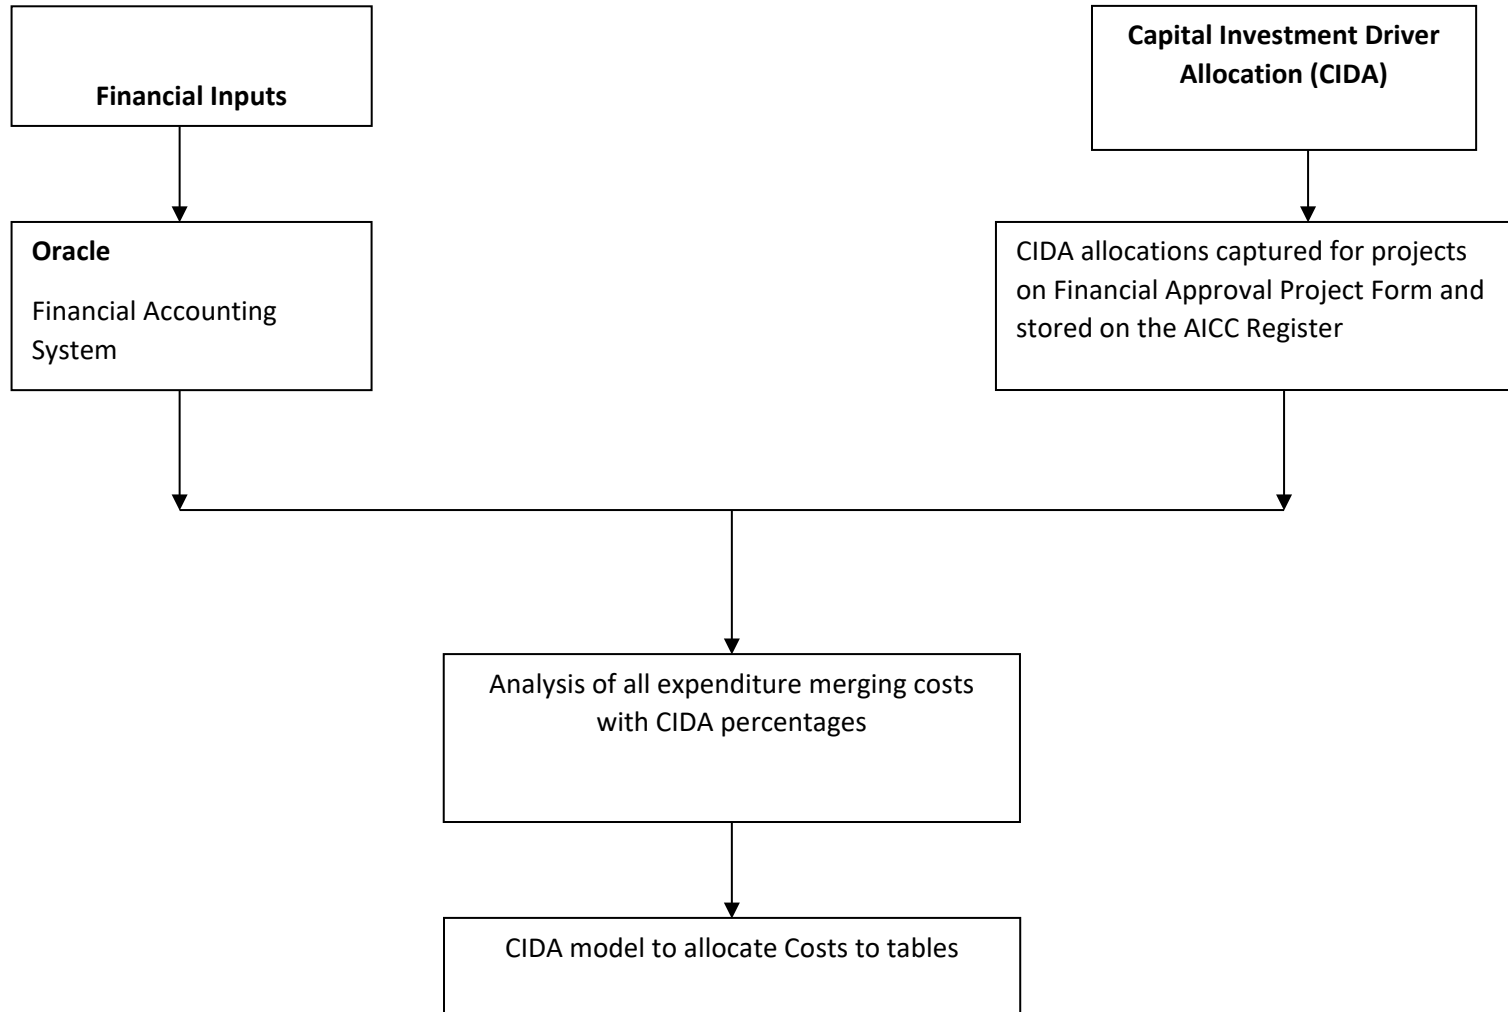 Financial Inputs
Capital Investment Driver
Allocation (CIDA)
Oracle
Financial Accounting
System
CIDA allocations captured for projects
on Financial Approval Project Form and
stored on the AICC Register
Analysis of all expenditure merging costs
with CIDA percentages
CIDA model to allocate Costs to tables